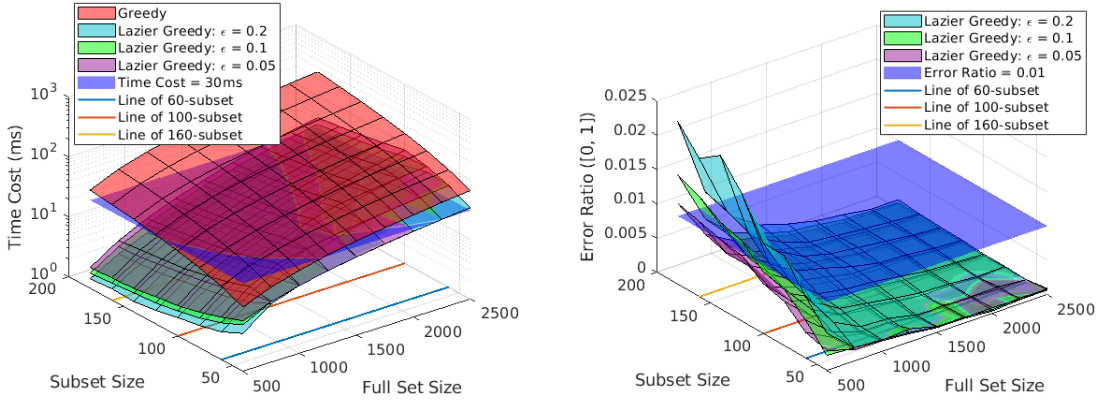 Greedy
Lazier Greedy: ϵ = 0.2
Lazier Greedy: ϵ = 0.1
Lazier Greedy: ϵ = 0.05
Time Cost = 30ms
Line of 60-subset
Line of 100-subset
Line of 160-subset
Time Cost (ms)
10³
10²
10¹
10⁰
200
150
100
50
Subset Size
500
1000
1500
2000
2500
Full Set Size
Lazier Greedy: ϵ = 0.2
Lazier Greedy: ϵ = 0.1
Lazier Greedy: ϵ = 0.05
Error Ratio = 0.01
Line of 60-subset
Line of 100-subset
Line of 160-subset
Error Ratio ([0, 1])
0.025
0.02
0.015
0.01
0.005
0
200
150
100
50
Subset Size
500
1000
1500
2000
2500
Full Set Size